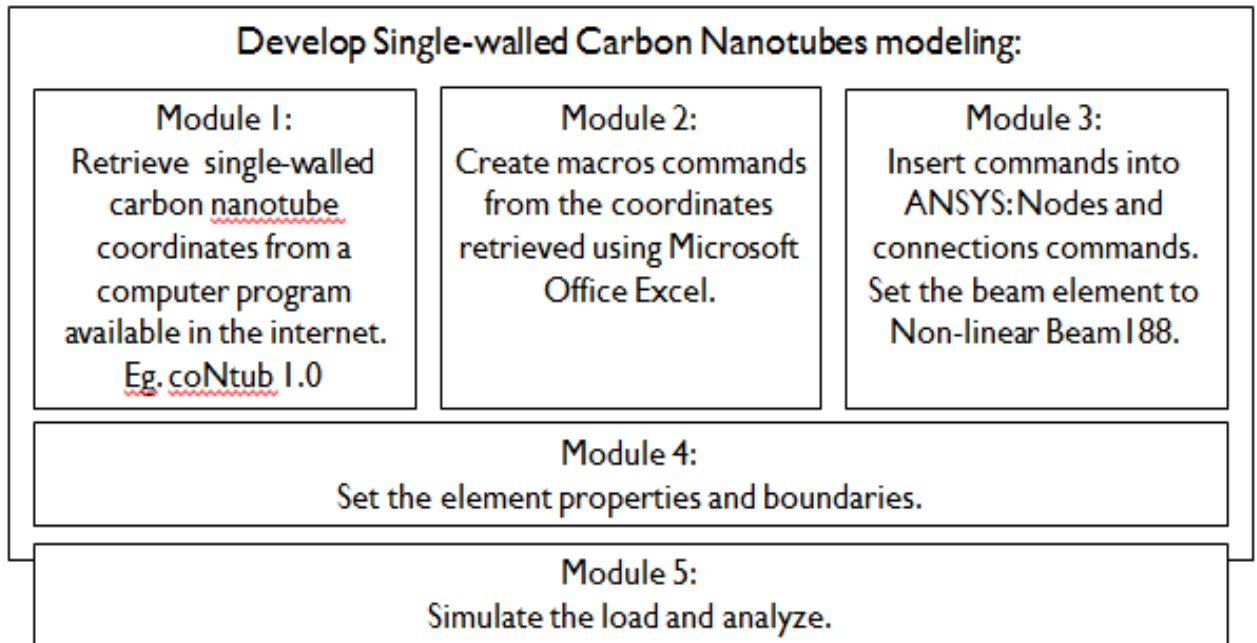 Develop Single-walled Carbon Nanotubes modeling:
Module 1:
Retrieve single-walled
carbon nanotube
coordinates from a
computer program
available in the internet.
Eg. coNtub 1.0
Module 2:
Create macros commands
from the coordinates
retrieved using Microsoft
Office Excel.
Module 3:
Insert commands into
ANSYS: Nodes and
connections commands.
Set the beam element to
Non-linear Beam188.
Module 4:
Set the element properties and boundaries.
Module 5:
Simulate the load and analyze.